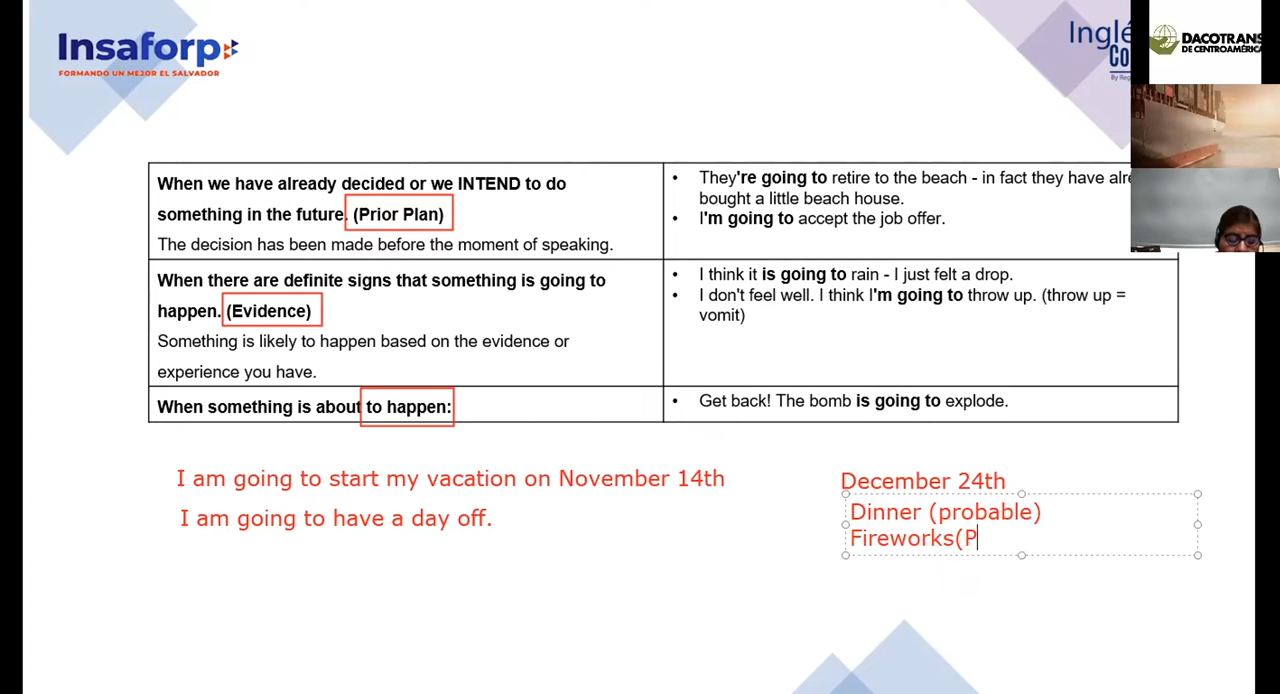 Insaforp
FORMANDO UN MEJOR EL SALVADOR
DACOTRANS
DE CENTROAMÉRICA
When we have already decided or we INTEND to do
something in the future. (Prior Plan)
The decision has been made before the moment of speaking.
• They're going to retire to the beach - in fact they have
bought a little beach house.
• I'm going to accept the job offer.
When there are definite signs that something is going to
happen. (Evidence)
Something is likely to happen based on the evidence or
experience you have.
• I think it is going to rain - I just felt a drop.
• I don't feel well. I think I'm going to throw up. (throw up =
vomit)
When something is about to happen:
• Get back! The bomb is going to explode.
I am going to start my vacation on November 14th
I am going to have a day off.
December 24th
Dinner (probable)
Fireworks(P